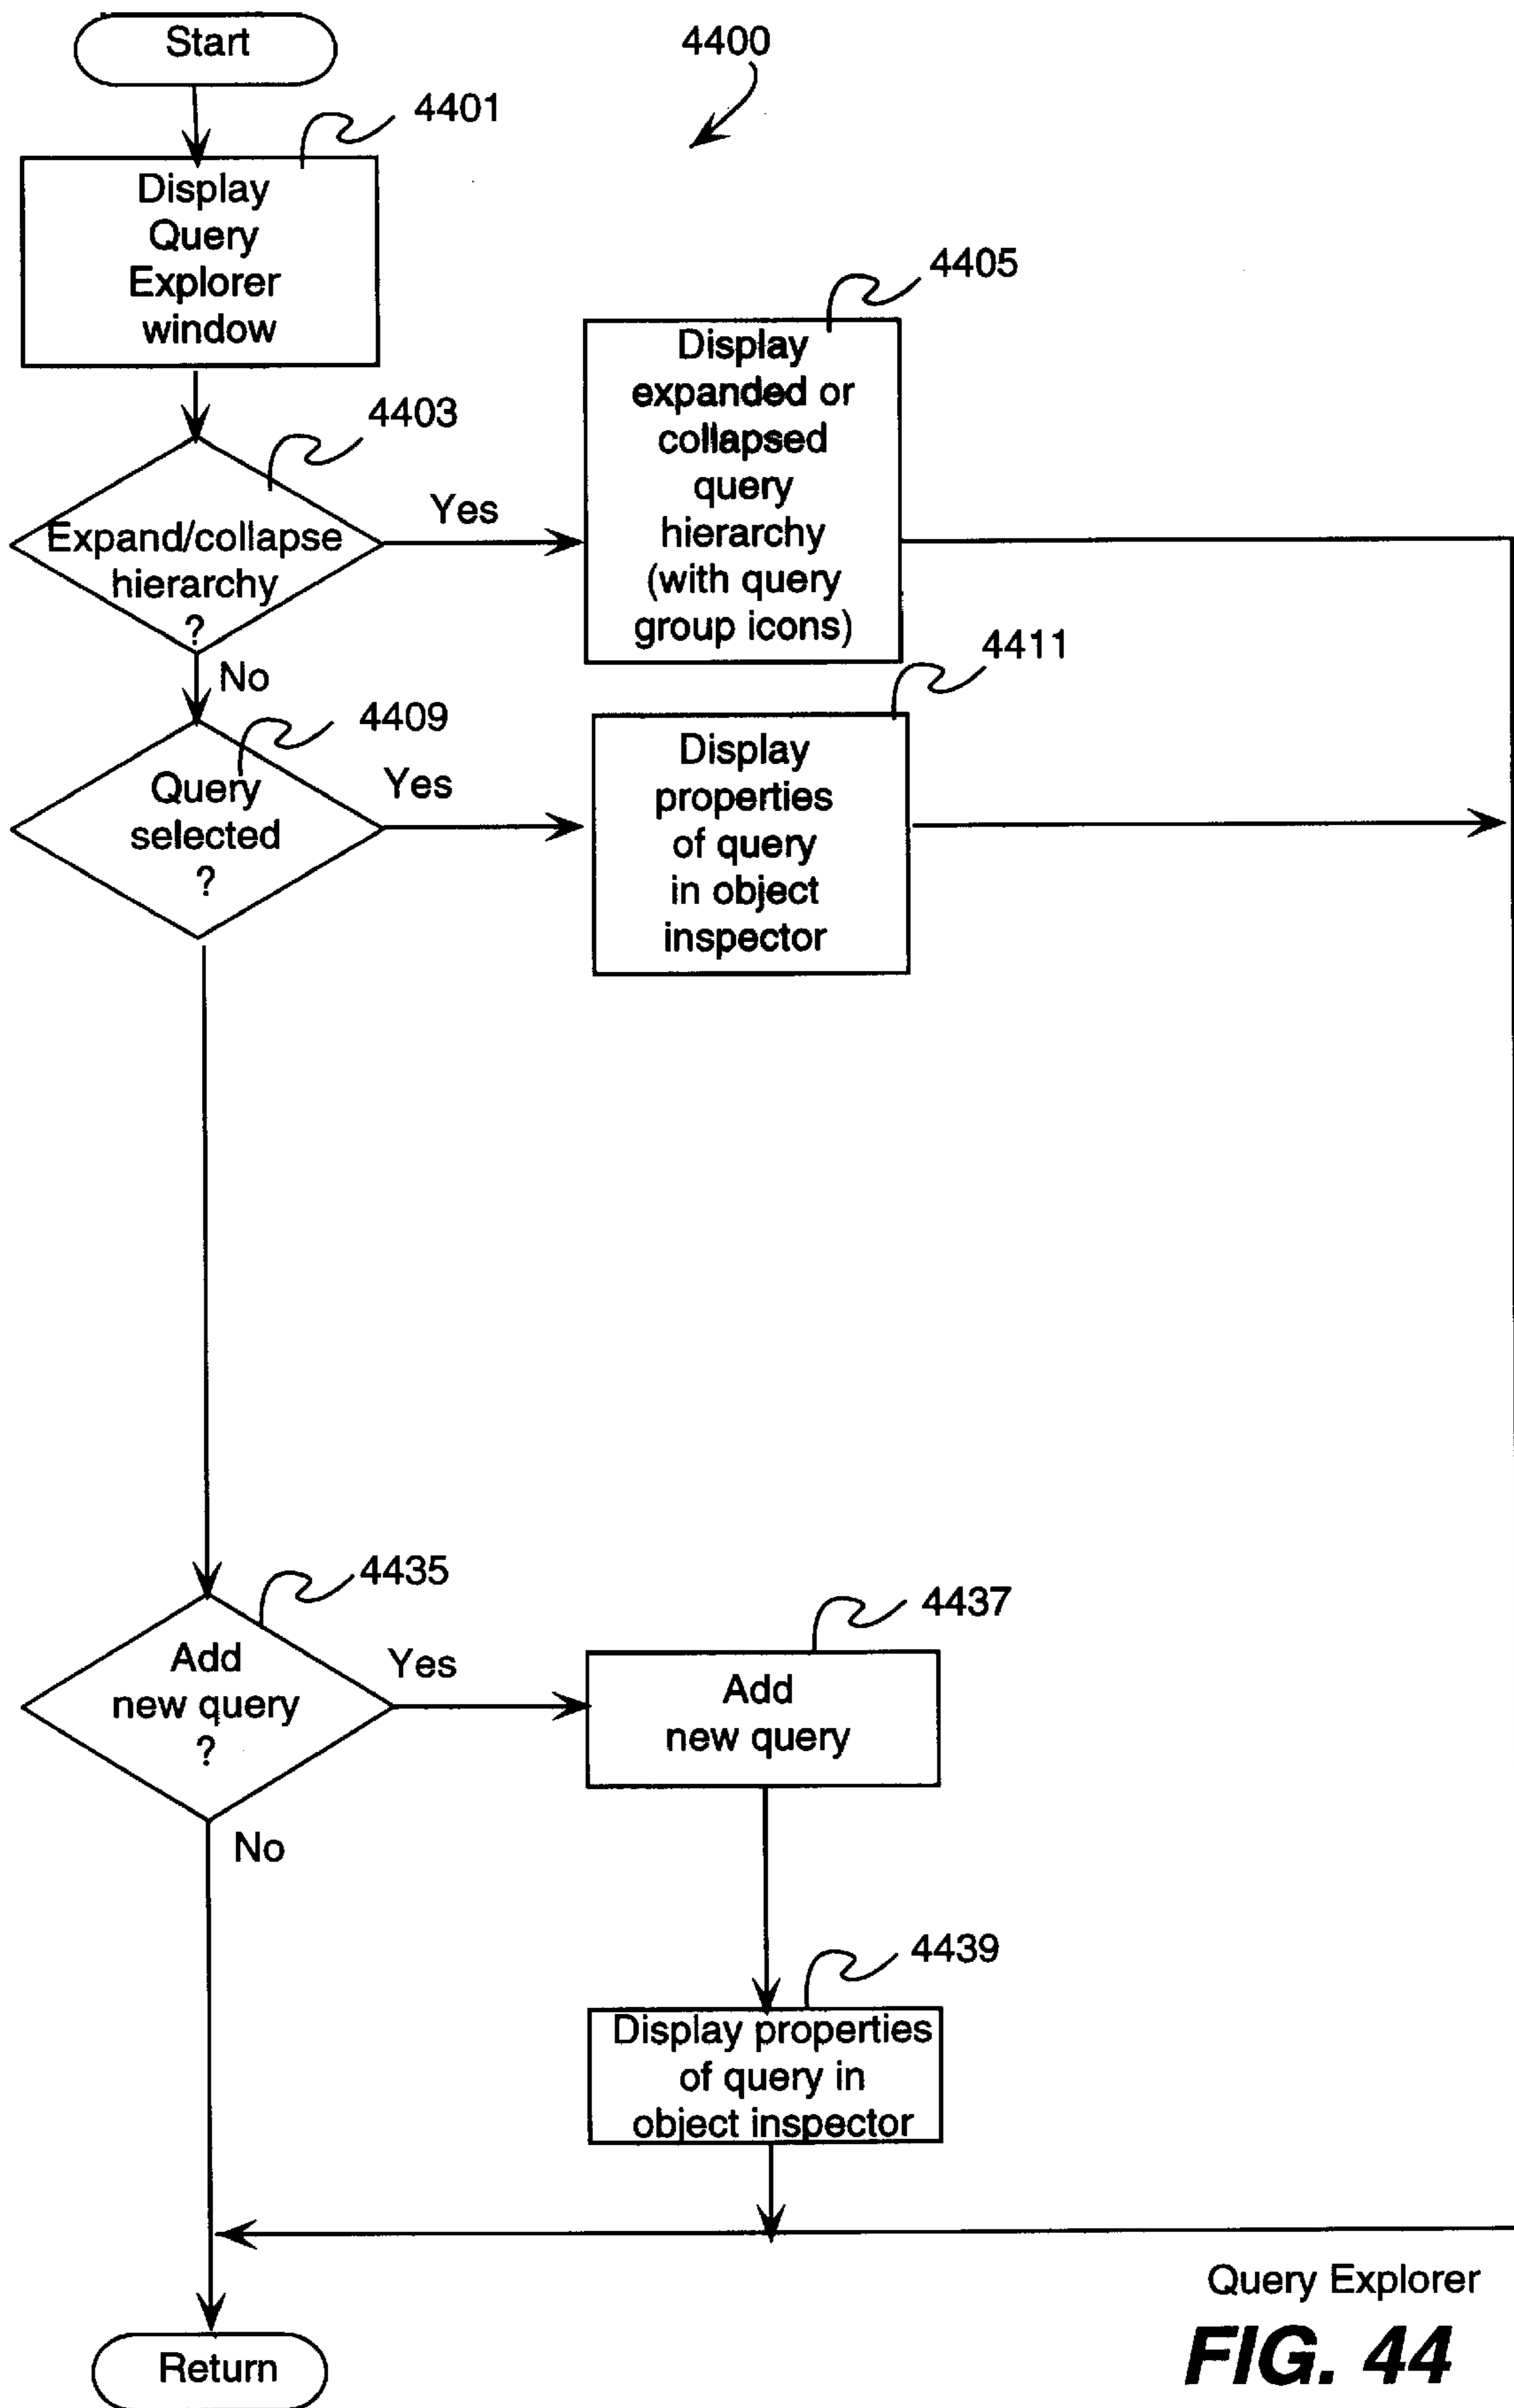 Start
4400
4401
Display
Query
Explorer
window
4405
Display
expanded or
collapsed
query
hierarchy
(with query
group icons)
4403
Expand/collapse
hierarchy
?
Yes
No
4409
Query
selected
?
Yes
4411
Display
properties
of query
in object
inspector
4435
Add
new query
?
Yes
No
4437
Add
new query
4439
Display properties
of query in
object inspector
Return
Query Explorer
FIG. 44